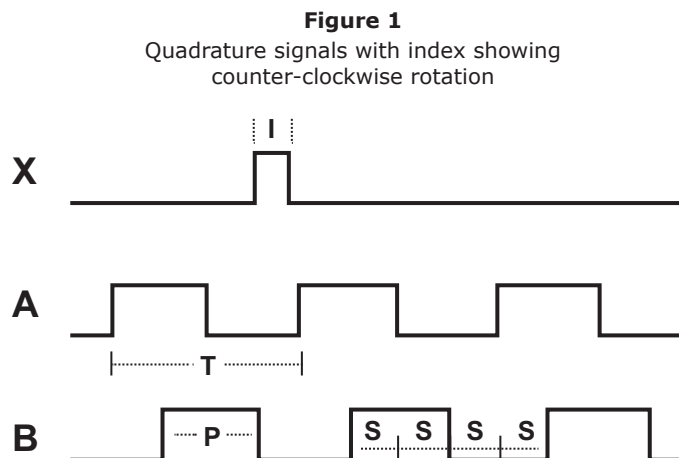 Figure 1
Quadrature signals with index showing
counter-clockwise rotation
I
X
A
T
B
P
S S S S